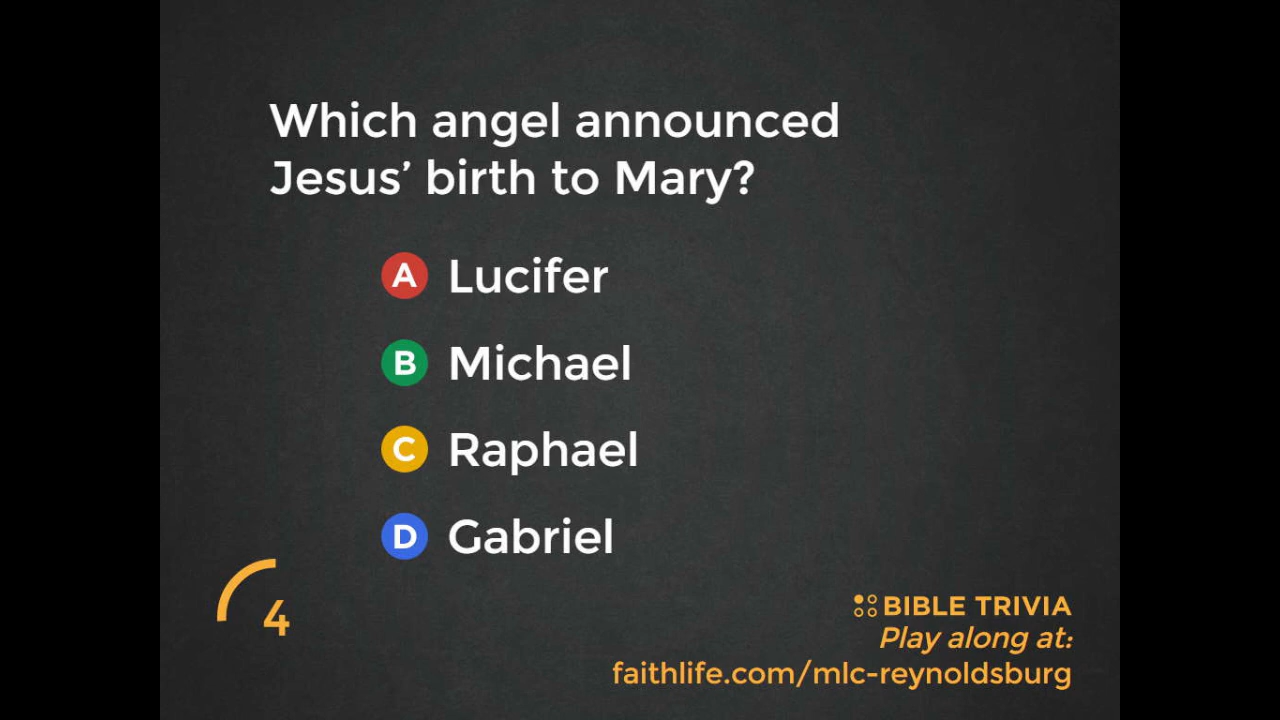 Which angel announced
Jesus’ birth to Mary?
A Lucifer
B Michael
C Raphael
D Gabriel
4
BIBLE TRIVIA
Play along at:
faithlife.com/mlc-reynoldsburg